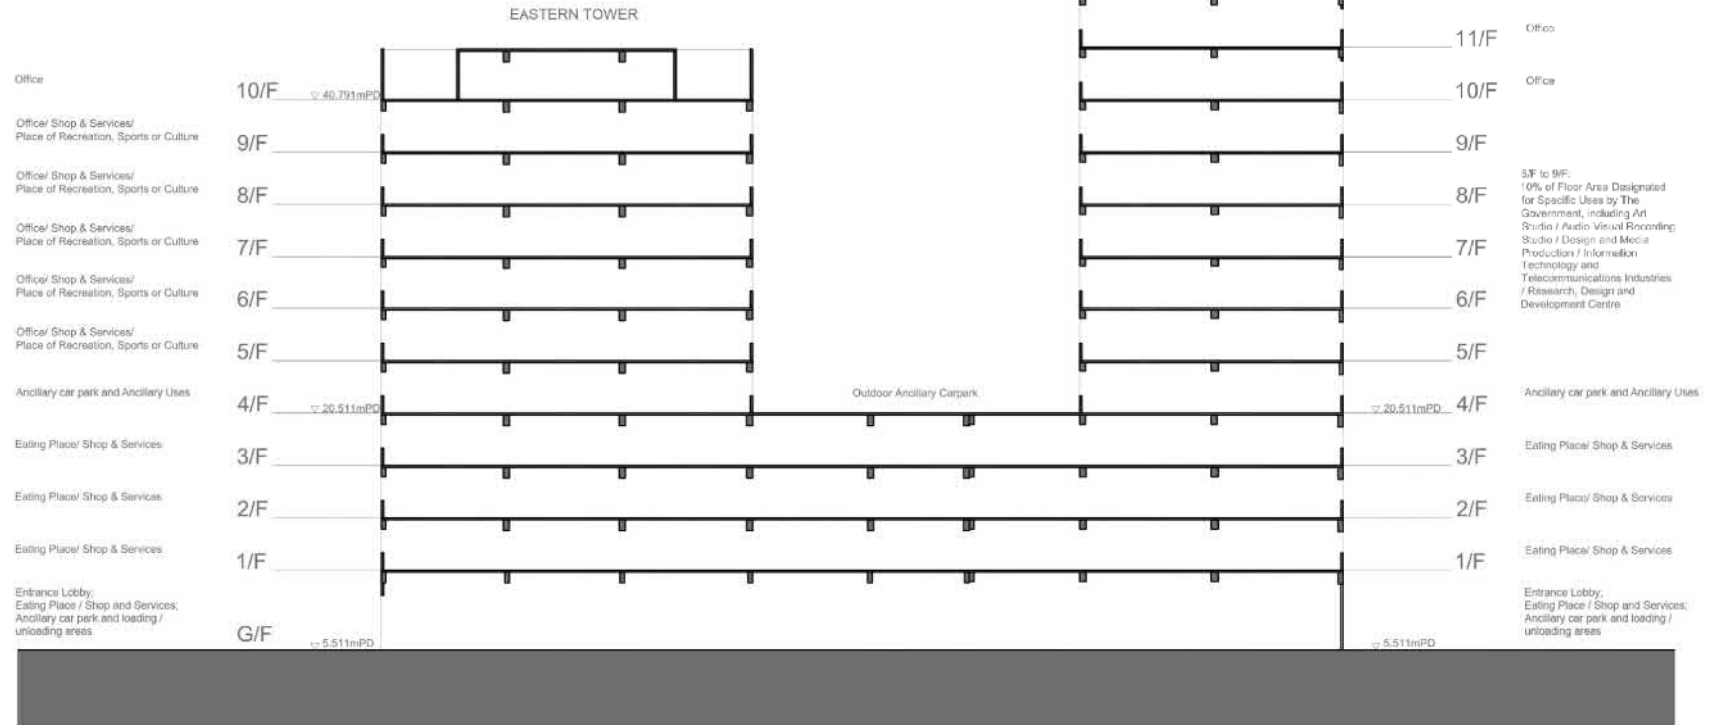 EASTERN TOWER
Office
10/F
40.791mPD
Office/ Shop & Services/
Place of Recreation, Sports or Culture
9/F
Office/ Shop & Services/
Place of Recreation, Sports or Culture
8/F
Office/ Shop & Services/
Place of Recreation, Sports or Culture
7/F
Office/ Shop & Services/
Place of Recreation, Sports or Culture
6/F
Office/ Shop & Services/
Place of Recreation, Sports or Culture
5/F
Ancillary car park and Ancillary Uses
4/F
20.511mPD
Eating Place/ Shop & Services
3/F
Eating Place/ Shop & Services
2/F
Eating Place/ Shop & Services
1/F
Entrance Lobby;
Eating Place / Shop and Services;
Ancillary car park and loading /
unloading areas
G/F
5.511mPD
Outdoor Ancillary Carpark
11/F
Office
10/F
Office
9/F
8/F
7/F
6/F
5/F
5/F to 9/F:
10% of Floor Area Designated
for Specific Uses by The
Government, including Art
Studio / Audio-Visual Recording
Studio / Design and Media
Production / Information
Technology and
Telecommunications Industries
/ Research, Design and
Development Centre
20.511mPD
4/F
Ancillary car park and Ancillary Uses
3/F
Eating Place/ Shop & Services
2/F
Eating Place/ Shop & Services
1/F
Eating Place/ Shop & Services
Entrance Lobby;
Eating Place / Shop and Services;
Ancillary car park and loading /
unloading areas
5.511mPD